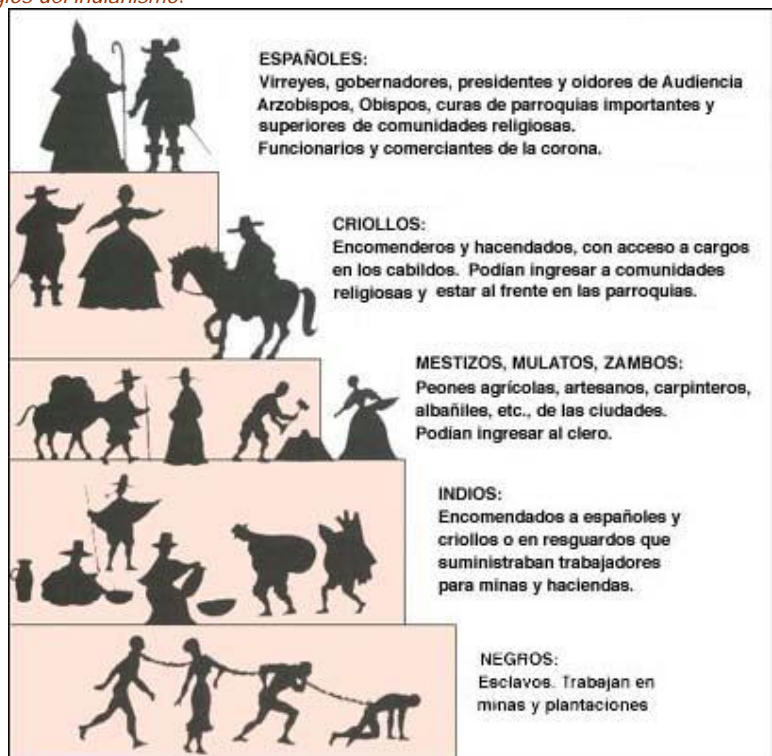 del indianismo.
ESPAÑOLES:
Virreyes, gobernadores, presidentes y oidores de Audiencia
Arzobispos, Obispos, curas de parroquias importantes y
superiores de comunidades religiosas.
Funcionarios y comerciantes de la corona.
CRIOLLOS:
Encomenderos y hacendados, con acceso a cargos
en los cabildos. Podían ingresar a comunidades
religiosas y estar al frente en las parroquias.
MESTIZOS, MULATOS, ZAMBOS:
Peones agrícolas, artesanos, carpinteros,
albañiles, etc., de las ciudades.
Podían ingresar al clero.
INDIOS:
Encomendados a españoles y
criollos o en resguardos que
suministraban trabajadores
para minas y haciendas.
NEGROS:
Esclavos. Trabajan en
minas y plantaciones